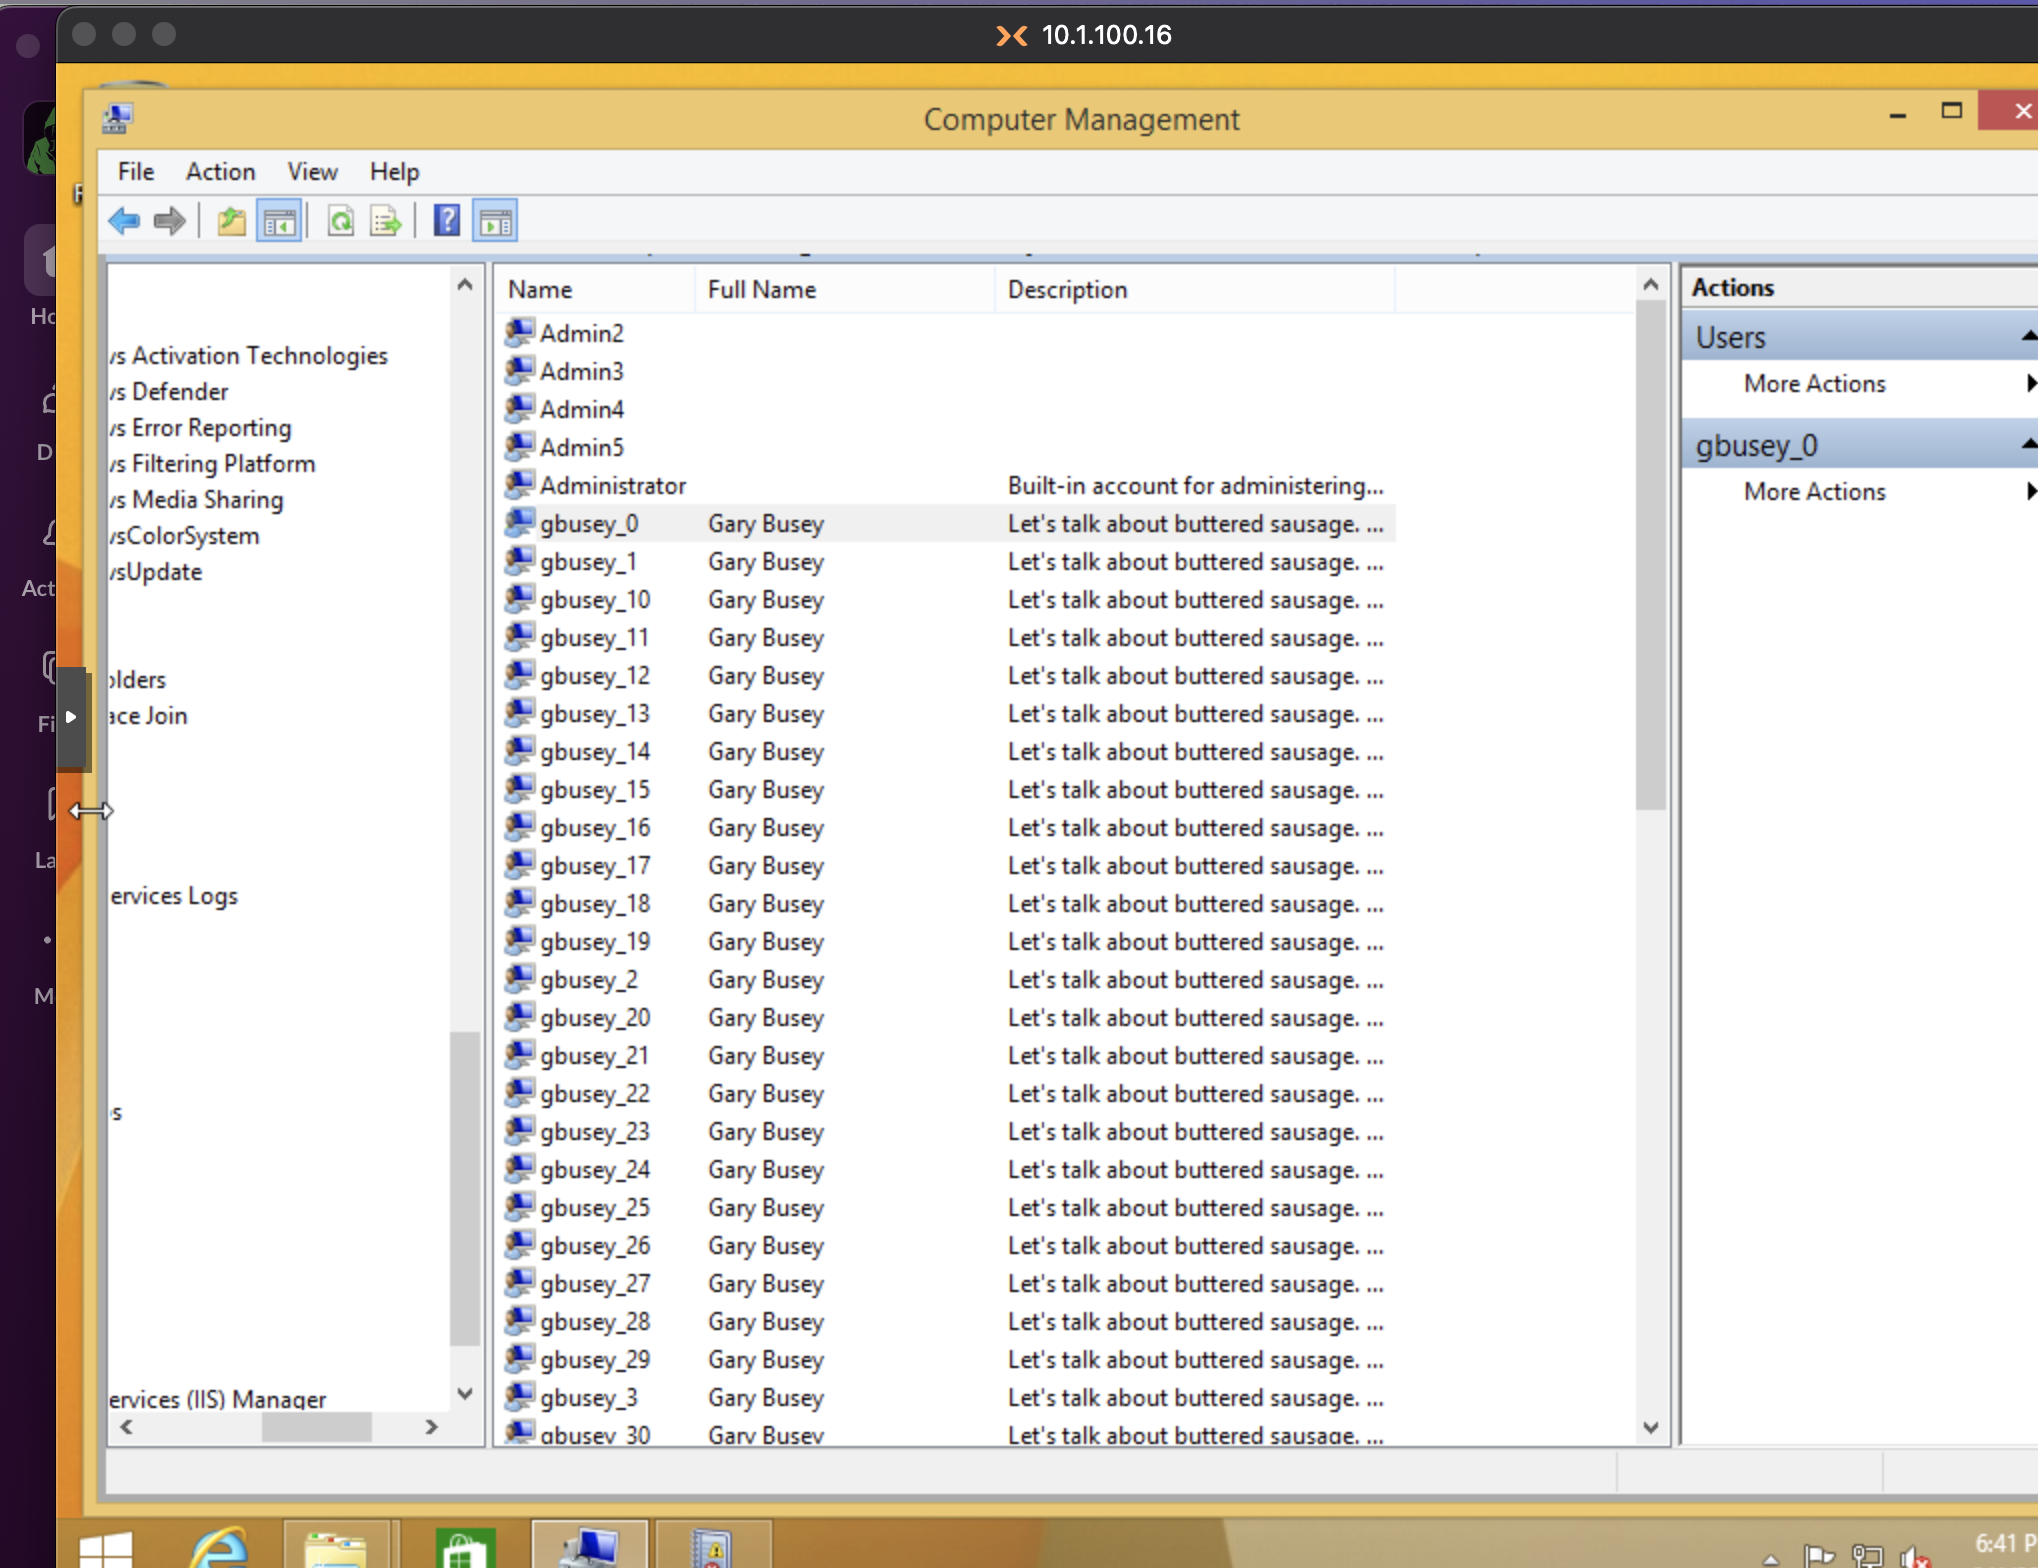 10.1.100.16
Computer Management
File Action View Help
Name Full Name Description
Admin2
Admin3
Admin4
Admin5
Administrator Built-in account for administering...
gbusey_0 Gary Busey Let's talk about buttered sausage. ...
gbusey_1 Gary Busey Let's talk about buttered sausage. ...
gbusey_10 Gary Busey Let's talk about buttered sausage. ...
gbusey_11 Gary Busey Let's talk about buttered sausage. ...
gbusey_12 Gary Busey Let's talk about buttered sausage. ...
gbusey_13 Gary Busey Let's talk about buttered sausage. ...
gbusey_14 Gary Busey Let's talk about buttered sausage. ...
gbusey_15 Gary Busey Let's talk about buttered sausage. ...
gbusey_16 Gary Busey Let's talk about buttered sausage. ...
gbusey_17 Gary Busey Let's talk about buttered sausage. ...
gbusey_18 Gary Busey Let's talk about buttered sausage. ...
gbusey_19 Gary Busey Let's talk about buttered sausage. ...
gbusey_2 Gary Busey Let's talk about buttered sausage. ...
gbusey_20 Gary Busey Let's talk about buttered sausage. ...
gbusey_21 Gary Busey Let's talk about buttered sausage. ...
gbusey_22 Gary Busey Let's talk about buttered sausage. ...
gbusey_23 Gary Busey Let's talk about buttered sausage. ...
gbusey_24 Gary Busey Let's talk about buttered sausage. ...
gbusey_25 Gary Busey Let's talk about buttered sausage. ...
gbusey_26 Gary Busey Let's talk about buttered sausage. ...
gbusey_27 Gary Busey Let's talk about buttered sausage. ...
gbusey_28 Gary Busey Let's talk about buttered sausage. ...
gbusey_29 Gary Busey Let's talk about buttered sausage. ...
gbusey_3 Gary Busey Let's talk about buttered sausage. ...
gbusey_30 Gary Busey Let's talk about buttered sausage. ...
Activation Technologies
Defender
Error Reporting
Filtering Platform
Media Sharing
sColorSystem
sUpdate
olders
ace Join
ervices Logs
s
ervices (IIS) Manager
Actions
Users
More Actions
gbusey_0
More Actions
Ho
D
Act
Fi
La
M
6:41 P